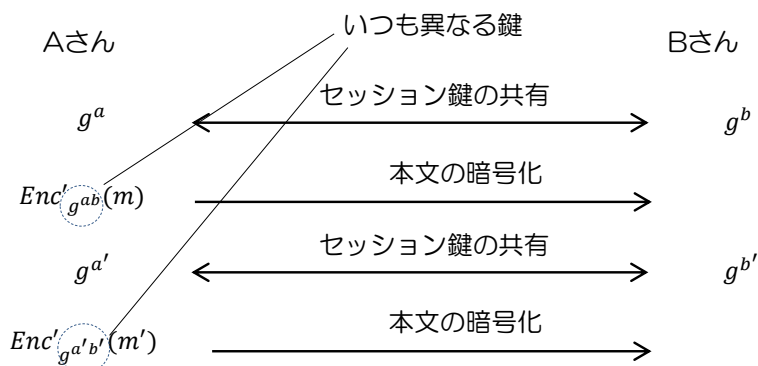 いつも異なる鍵
Aさん
Bさん
セッション鍵の共有
g^a
g^b
本文の暗号化
Enc'_{g^{ab}}(m)
セッション鍵の共有
g^{a'}
g^{b'}
本文の暗号化
Enc'_{g^{a'b'}}(m')